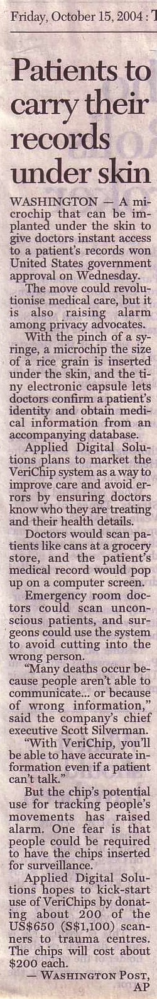 Friday, October 15, 2004 : T
Patients to
carry their
records
under skin
WASHINGTON — A mi-
crochip that can be im-
planted under the skin to
give doctors instant access
to a patient's records won
United States government
approval on Wednesday.
The move could revolu-
tionise medical care, but it
is also raising alarm
among privacy advocates.
With the pinch of a sy-
ringe, a microchip the size
of a rice grain is inserted
under the skin, and the ti-
ny electronic capsule lets
doctors confirm a patient's
identity and obtain medi-
cal information from an
accompanying database.
Applied Digital Solu-
tions plans to market the
VeriChip system as a way to
improve care and avoid er-
rors by ensuring doctors
know who they are treating
and their health details.
Doctors would scan pa-
tients like cans at a grocery
store, and the patient's
medical record would pop
up on a computer screen.
Emergency room doc-
tors could scan uncon-
scious patients, and sur-
geons could use the system
to avoid cutting into the
wrong person.
“Many deaths occur be-
cause people aren't able to
communicate... or because
of wrong information,”
said the company's chief
executive Scott Silverman.
“With VeriChip, you'll
be able to have accurate in-
formation even if a patient
can't talk.”
But the chip's potential
use for tracking people's
movements has raised
alarm. One fear is that
people could be required
to have the chips inserted
for surveillance.
Applied Digital Solu-
tions hopes to kick-start
use of VeriChips by donat-
ing about 200 of the
US$650 (S$1,100) scan-
ners to trauma centres.
The chips will cost about
$200 each.
— WASHINGTON POST,
AP